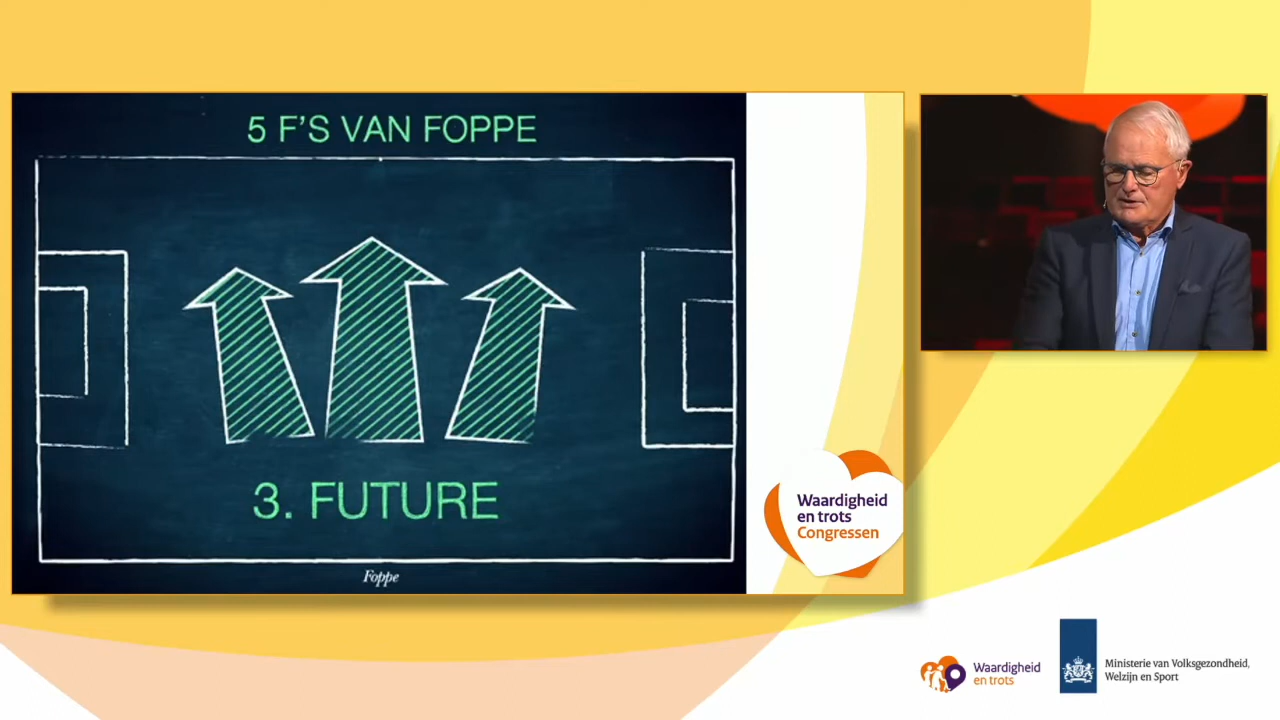 5 F'S VAN FOPPE
3. FUTURE
Foppe
Waardigheid
en trots
Congressen
Waardigheid
en trots
Ministerie van Volksgezondheid,
Welzijn en Sport